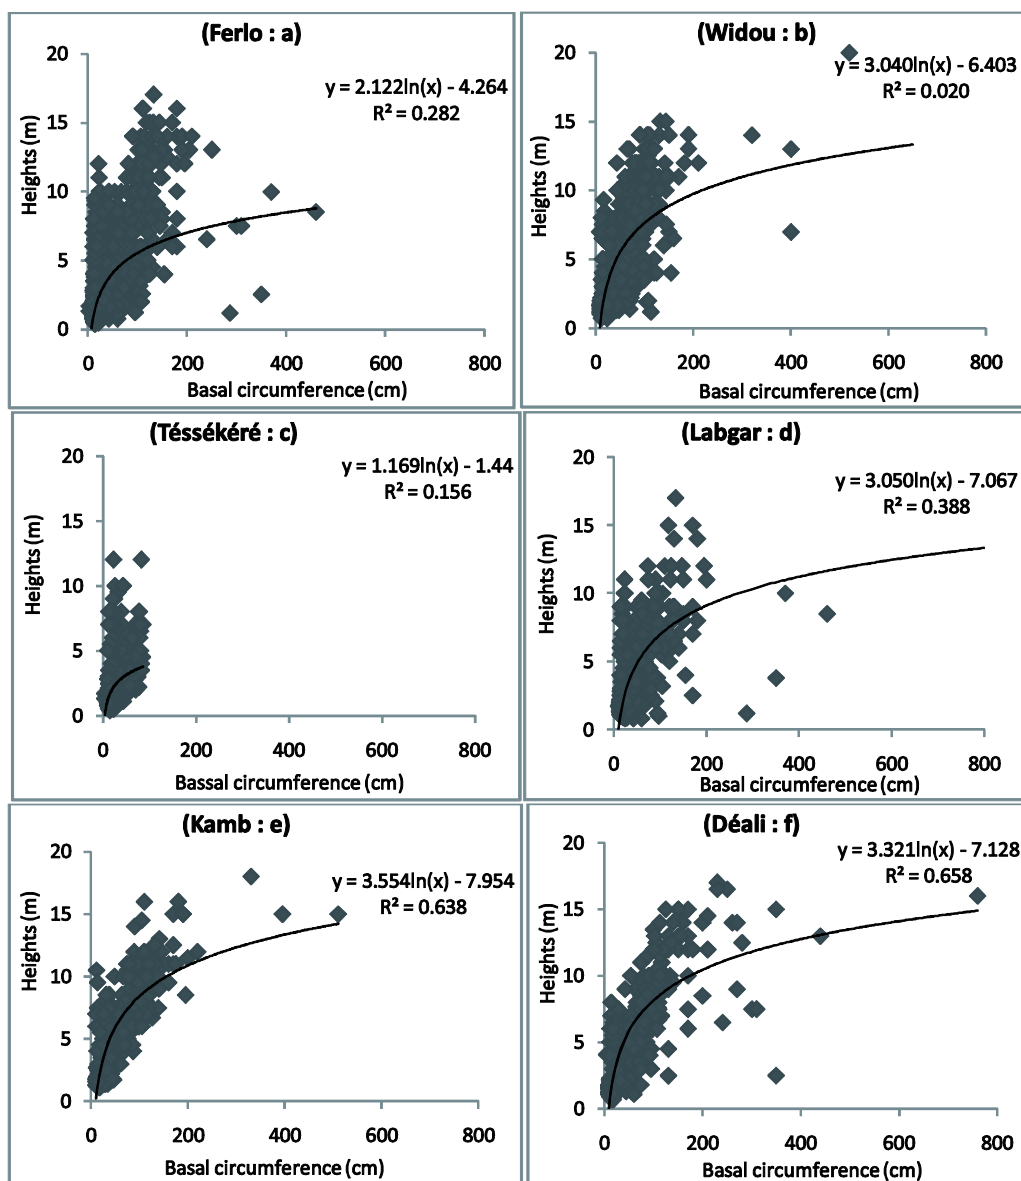 (Ferlo : a)
y = 2.122ln(x) - 4.264
R² = 0.282
Heights (m)
20
15
10
5
0
0 200 400 600 800
Basal circumference (cm)
(Widou : b)
y = 3.040ln(x) - 6.403
R² = 0.020
Heights (m)
20
15
10
5
0
0 200 400 600 800
Basal circumference (cm)
(Téssékéré : c)
y = 1.169ln(x) - 1.44
R² = 0.156
Heights (m)
20
15
10
5
0
0 200 400 600 800
Bassal circumference (cm)
(Labgar : d)
y = 3.050ln(x) - 7.067
R² = 0.388
Heights (m)
20
15
10
5
0
0 200 400 600 800
Basal circumference (cm)
(Kamb : e)
y = 3.554ln(x) - 7.954
R² = 0.638
Heights (m)
20
15
10
5
0
0 200 400 600 800
Basal circumference (cm)
(Déali : f)
y = 3.321ln(x) - 7.128
R² = 0.658
Heights (m)
20
15
10
5
0
0 200 400 600 800
Basal circumference (cm)